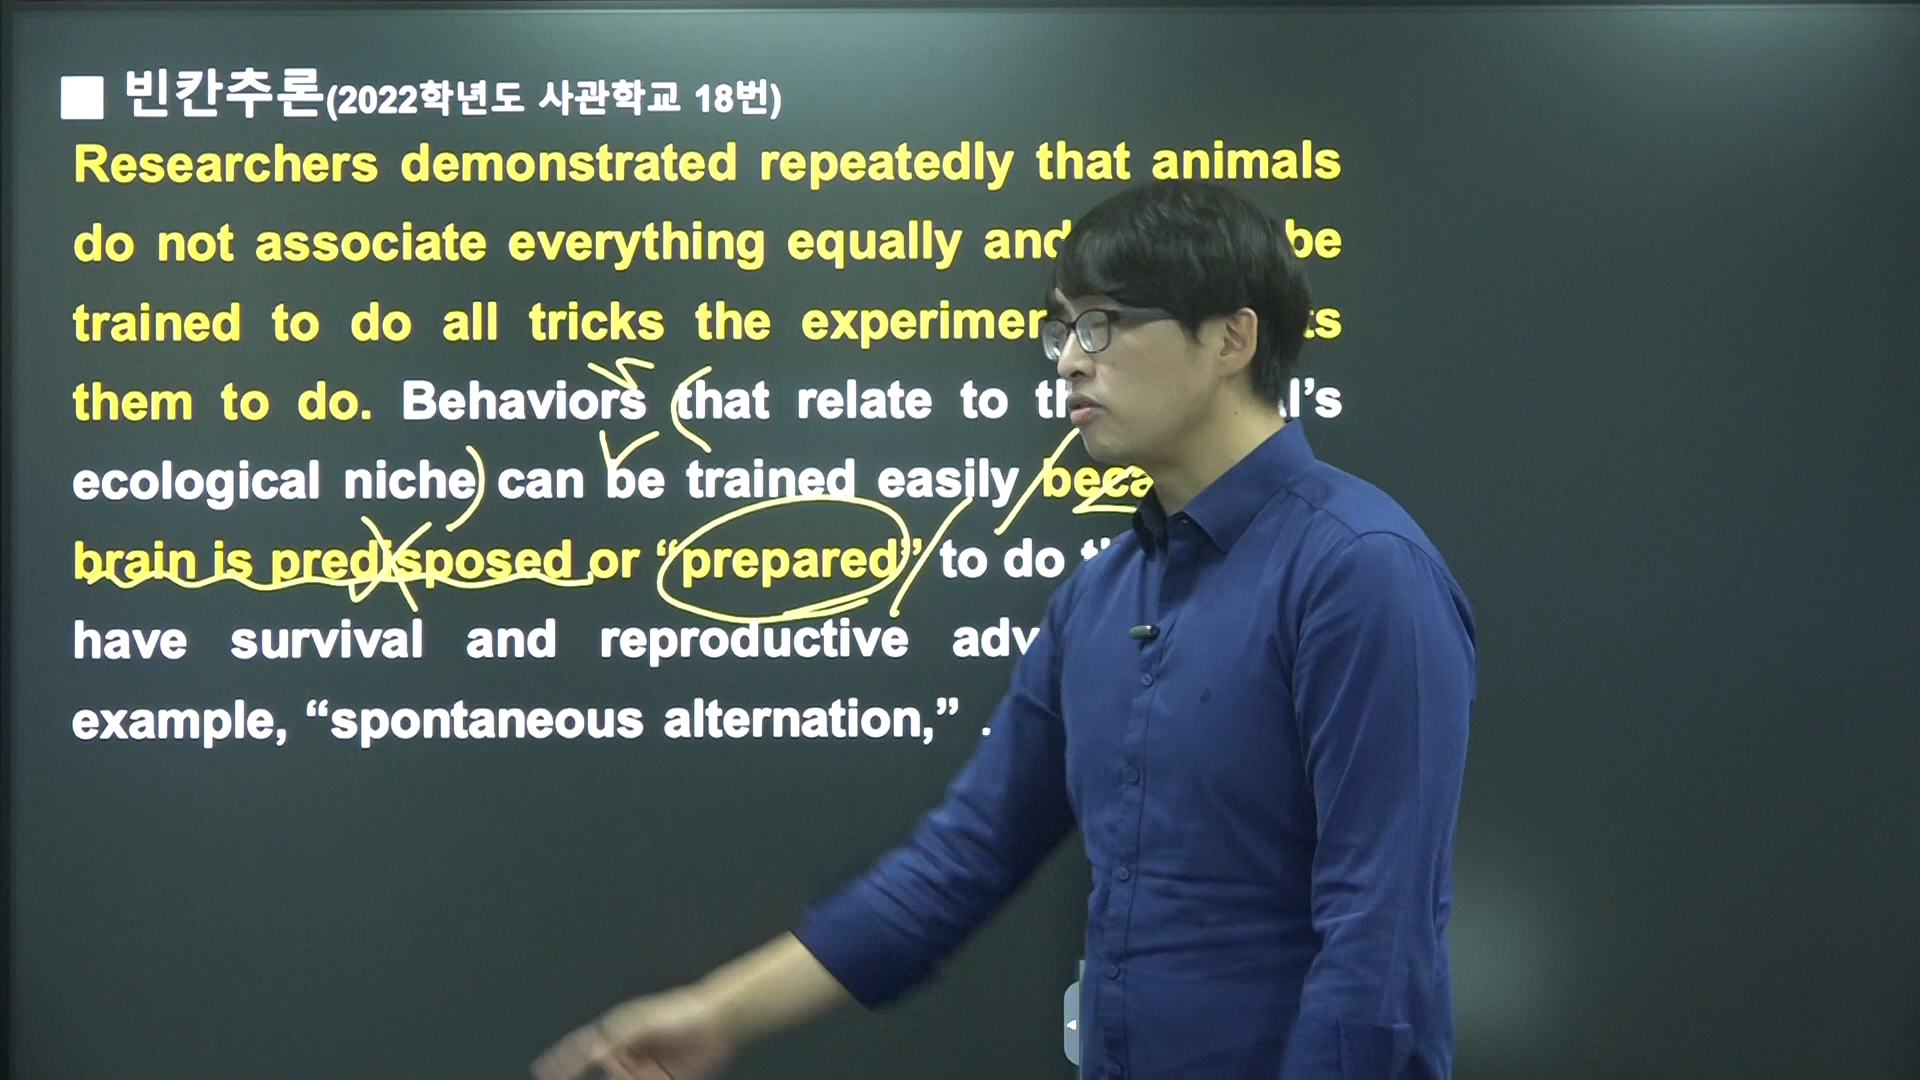 ■ 빈칸추론(2022학년도 사관학교 18번)
Researchers demonstrated repeatedly that animals
do not associate everything equally and be
trained to do all tricks the
them to do. Behaviors that relate to
ecological niche can be trained easily
brain is predisposed or “prepared” to do
have survival and reproductive
example, “spontaneous alternation,”